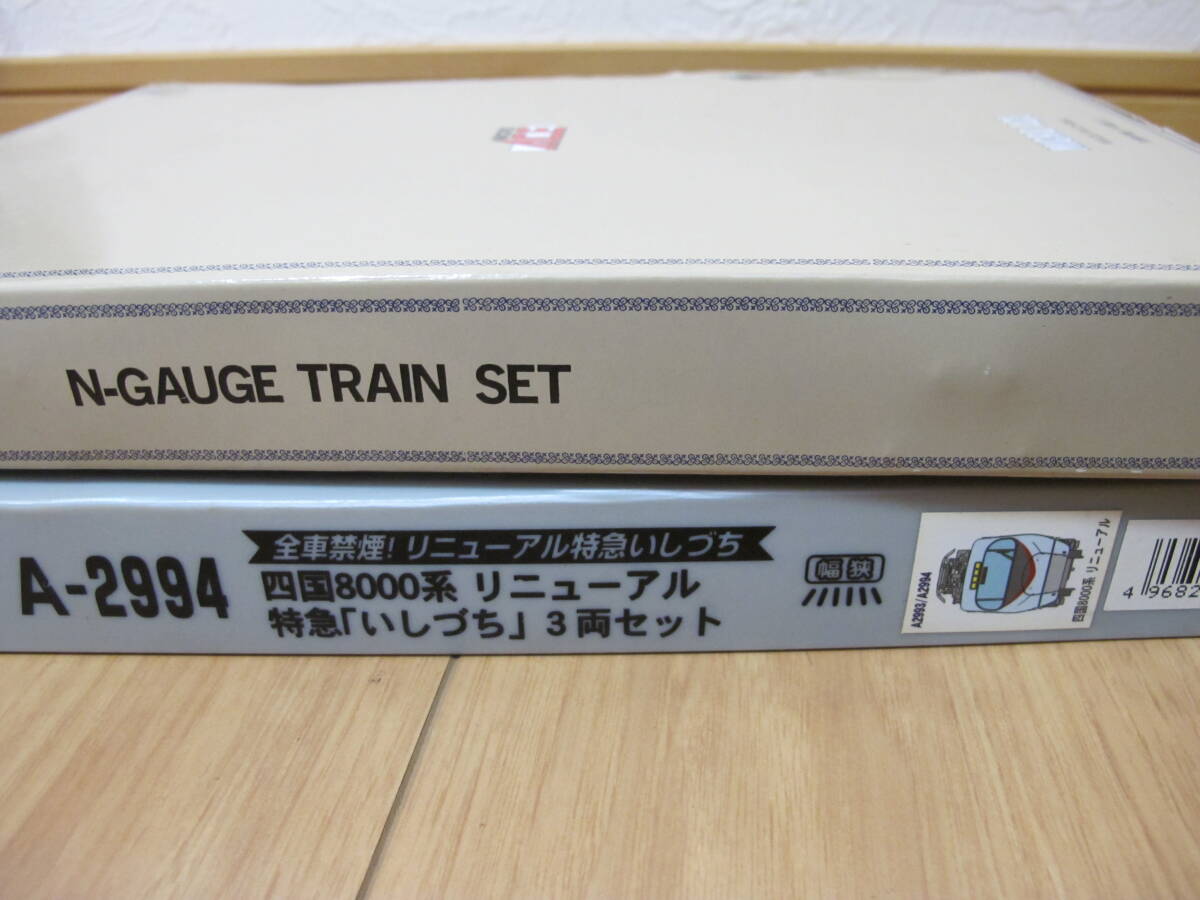 N-GAUGE TRAIN SET
A-2994
全車禁煙！リニューアル特急いしづち
四国8000系 リニューアル
特急「いしづち」3両セット
幅狭
A2993/A2994
四国8000系 リニューアル
4 9682